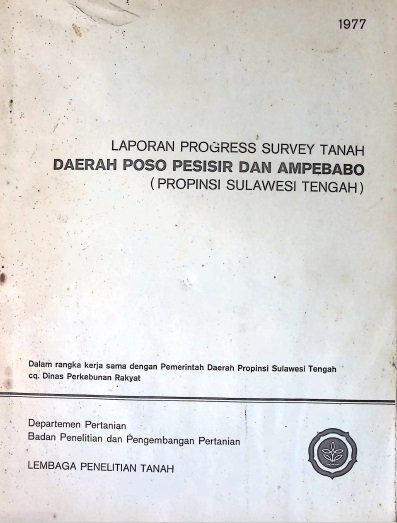 1977
LAPORAN PROGRESS SURVEY TANAH
DAERAH POSO PESISIR DAN AMPEBABO
(PROPINSI SULAWESI TENGAH)
Dalam rangka kerja sama dengan Pemerintah Daerah Propinsi Sulawesi Tengah
cq. Dinas Perkebunan Rakyat
Departemen Pertanian
Badan Penelitian dan Pengembangan Pertanian
LEMBAGA PENELITIAN TANAH